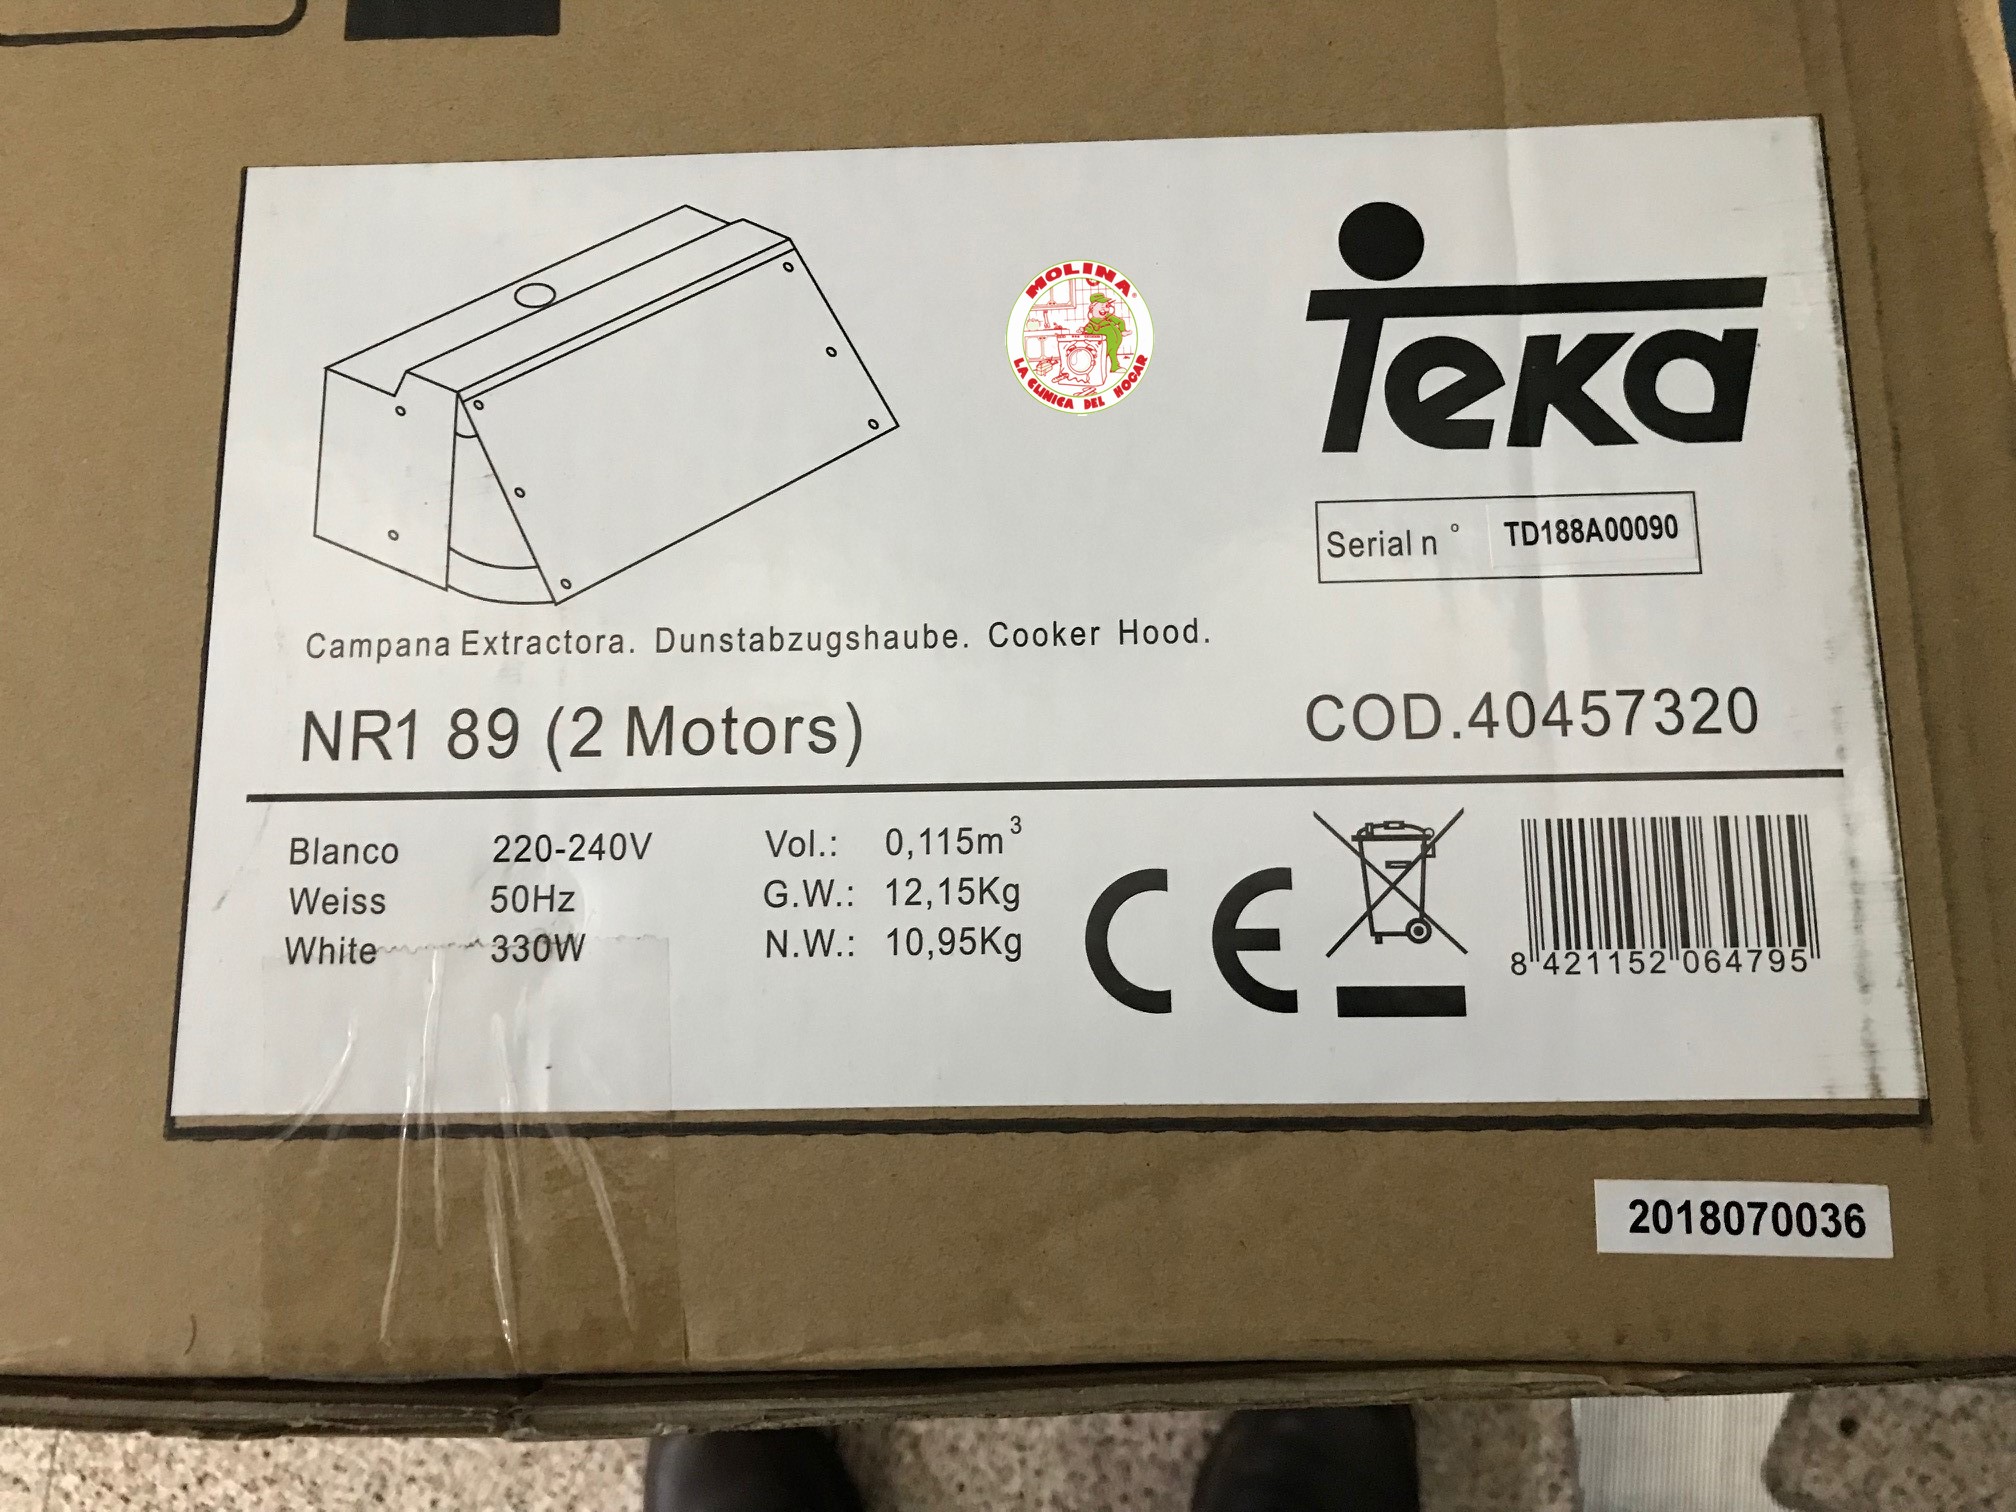 MOLINA
LA CLINICA DEL HOGAR
Teka
Serial nº TD188A00090
Campana Extractora. Dunstabzugshaube. Cooker Hood.
NR1 89 (2 Motors)
COD.40457320
Blanco 220-240V
Weiss 50Hz
White 330W
Vol.: 0,115m³
G.W.: 12,15Kg
N.W.: 10,95Kg
CE
8 421152 064795
2018070036